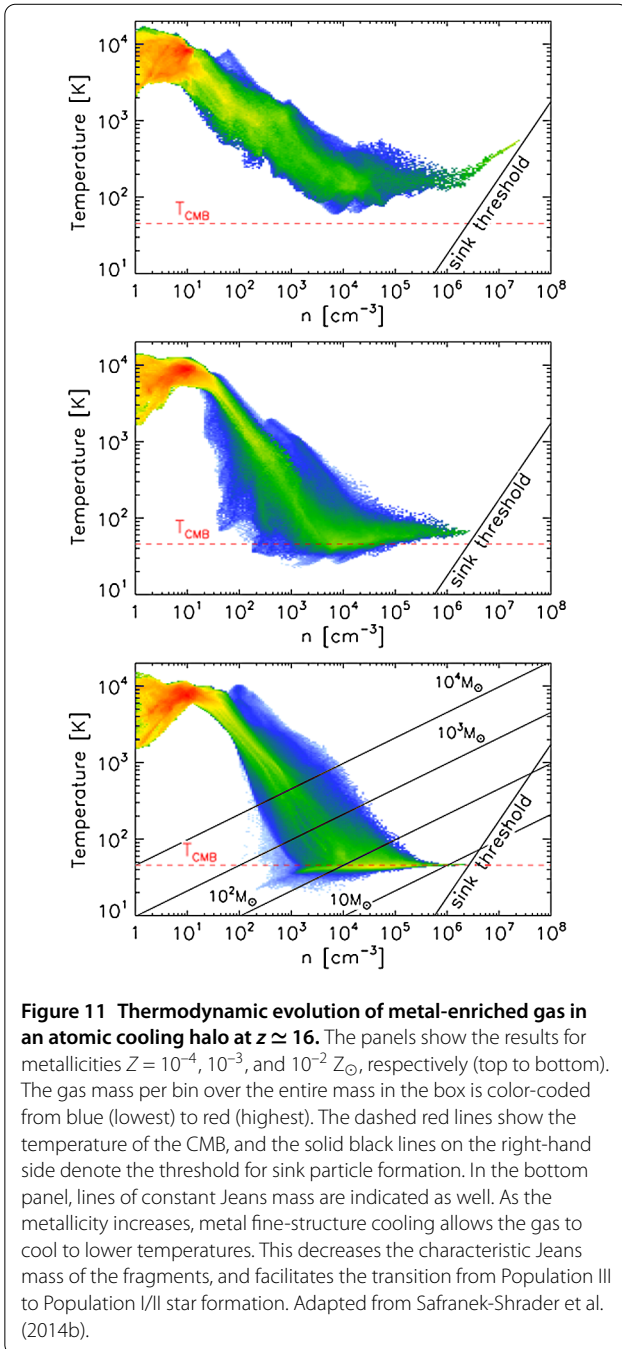 Temperature [K]
10⁴
10³
10²
10¹
T_CMB
sink threshold
1 10¹ 10² 10³ 10⁴ 10⁵ 10⁶ 10⁷ 10⁸
n [cm⁻³]
Temperature [K]
10⁴
10³
10²
10¹
T_CMB
sink threshold
1 10¹ 10² 10³ 10⁴ 10⁵ 10⁶ 10⁷ 10⁸
n [cm⁻³]
Temperature [K]
10⁴
10³
10²
10¹
10⁴M⊙
10³M⊙
T_CMB
10²M⊙
10M⊙
sink threshold
1 10¹ 10² 10³ 10⁴ 10⁵ 10⁶ 10⁷ 10⁸
n [cm⁻³]
Figure 11 Thermodynamic evolution of metal-enriched gas in
an atomic cooling halo at z ≃ 16. The panels show the results for
metallicities Z = 10⁻⁴, 10⁻³, and 10⁻² Z⊙, respectively (top to bottom).
The gas mass per bin over the entire mass in the box is color-coded
from blue (lowest) to red (highest). The dashed red lines show the
temperature of the CMB, and the solid black lines on the right-hand
side denote the threshold for sink particle formation. In the bottom
panel, lines of constant Jeans mass are indicated as well. As the
metallicity increases, metal fine-structure cooling allows the gas to
cool to lower temperatures. This decreases the characteristic Jeans
mass of the fragments, and facilitates the transition from Population III
to Population I/II star formation. Adapted from Safranek-Shrader et al.
(2014b).